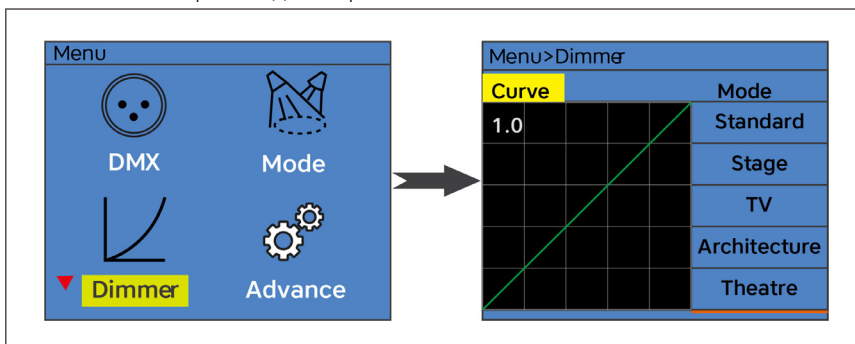 Menu
DMX
Mode
Dimmer
Advance
Menu>Dimmer
Curve
Mode
1.0
Standard
Stage
TV
Architecture
Theatre